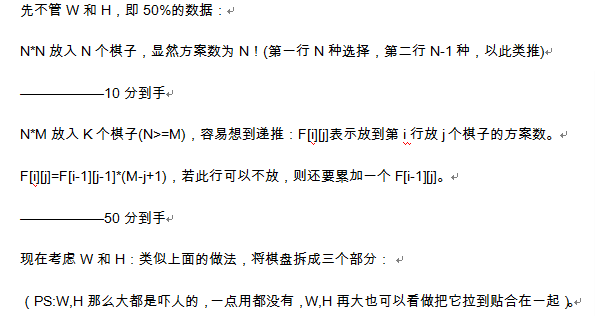 先不管 W 和 H，即 50%的数据：
N*N 放入 N 个棋子，显然方案数为 N！(第一行 N 种选择，第二行 N-1 种，以此类推)
——————10 分到手
N*M 放入 K 个棋子(N>=M)，容易想到递推：F[i][j]表示放到第 i 行放 j 个棋子的方案数。
F[i][j]=F[i-1][j-1]*(M-j+1)，若此行可以不放，则还要累加一个 F[i-1][j]。
——————50 分到手
现在考虑 W 和 H：类似上面的做法，将棋盘拆成三个部分：
（PS:W,H 那么大都是吓人的，一点用都没有，W,H 再大也可以看做把它拉到贴合在一起）。